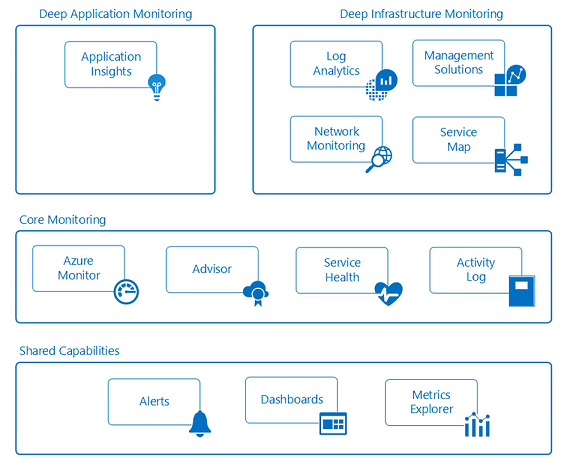 Deep Application Monitoring
Deep Infrastructure Monitoring
Application
Insights
Log
Analytics
Management
Solutions
Network
Monitoring
Service
Map
Core Monitoring
Azure
Monitor
Advisor
Service
Health
Activity
Log
Shared Capabilities
Alerts
Dashboards
Metrics
Explorer